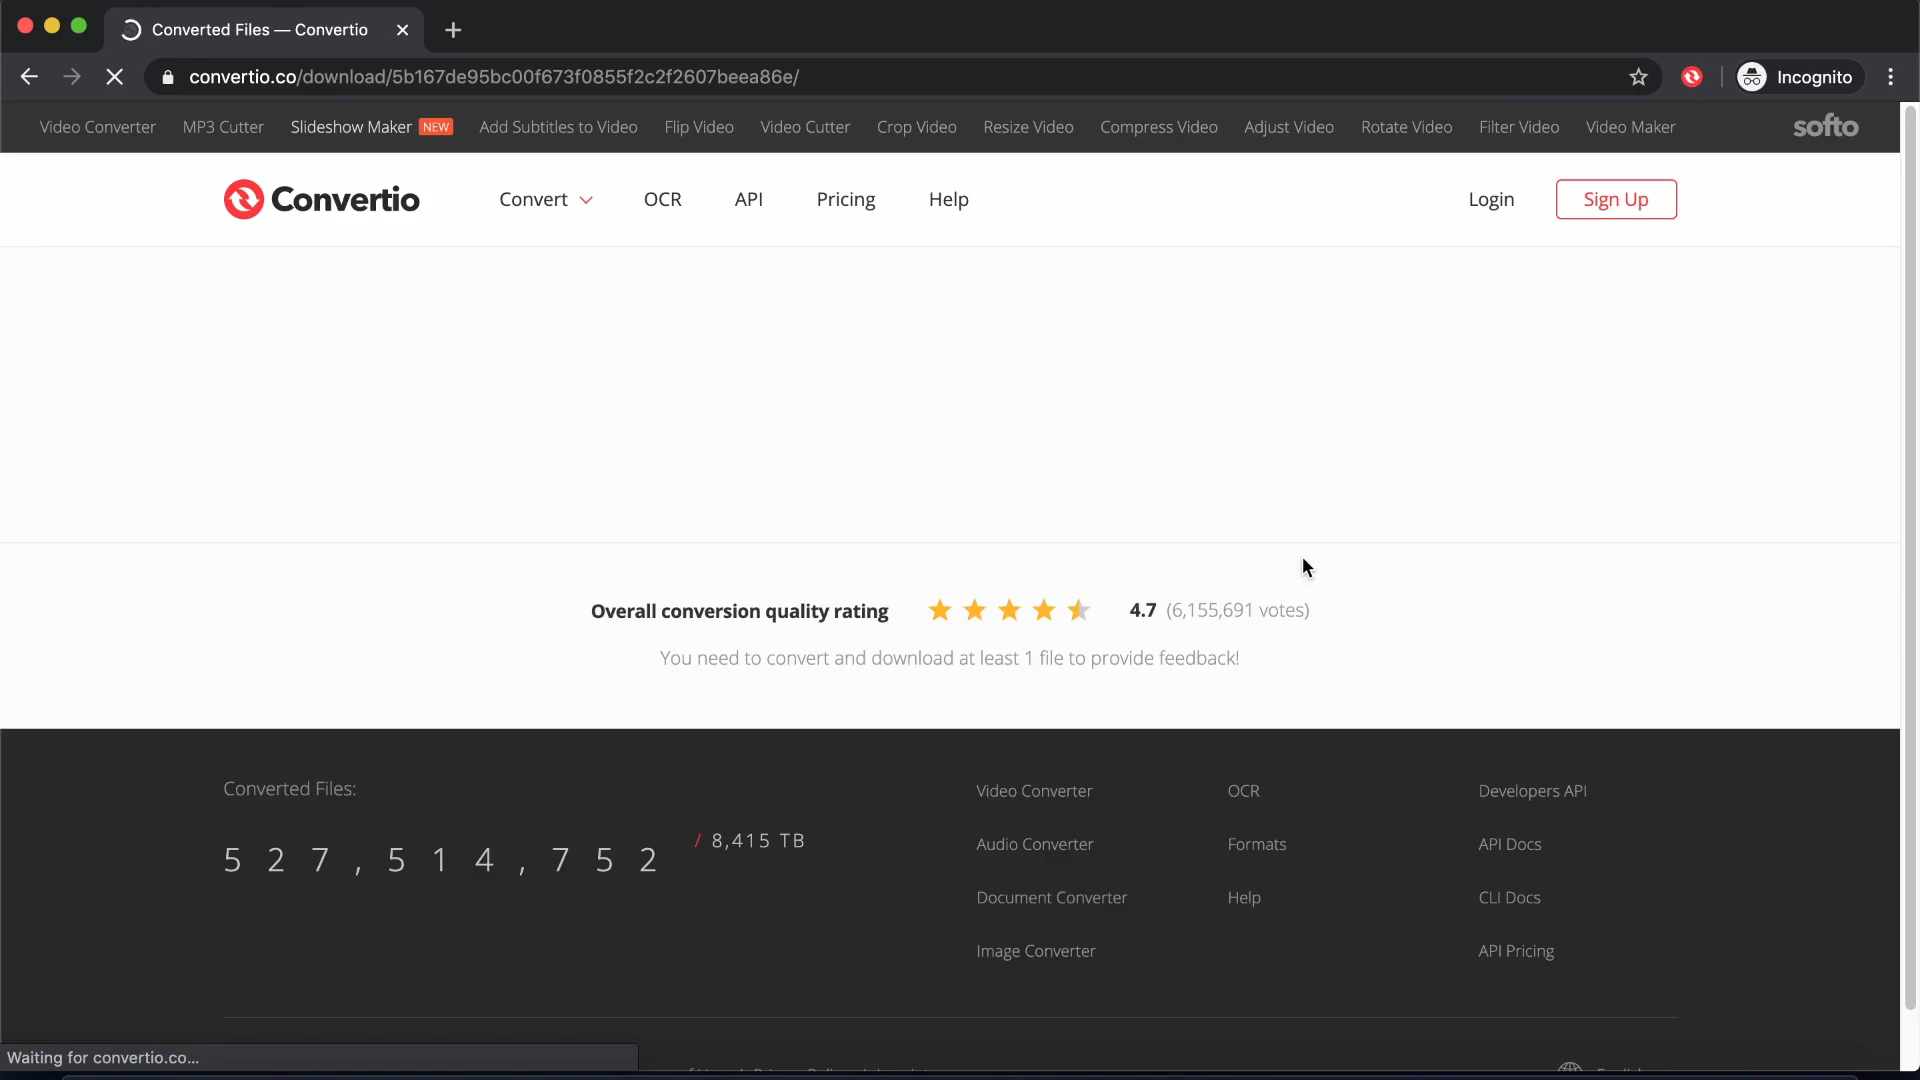 Converted Files — Convertio
convertio.co/download/5b167de95bc00f673f0855f2c2f2607beea86e/
Incognito
Video Converter MP3 Cutter Slideshow Maker NEW Add Subtitles to Video Flip Video Video Cutter Crop Video Resize Video Compress Video Adjust Video Rotate Video Filter Video Video Maker softo
Convertio Convert OCR API Pricing Help Login Sign Up
Overall conversion quality rating 4.7 (6,155,691 votes)
You need to convert and download at least 1 file to provide feedback!
Converted Files:
527,514,752 / 8,415 TB
Video Converter OCR Developers API
Audio Converter Formats API Docs
Document Converter Help CLI Docs
Image Converter API Pricing
Waiting for convertio.co...